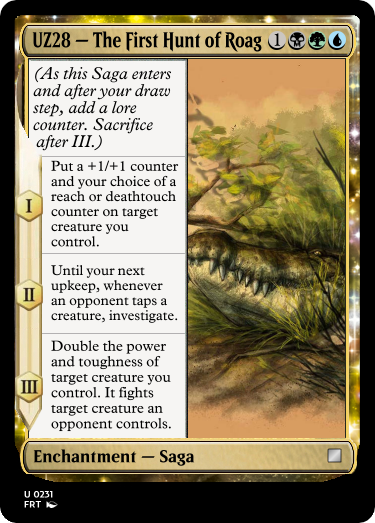 UZ28 – The First Hunt of Roag 1
(As this Saga enters
and after your draw
step, add a lore
counter. Sacrifice
after III.)
I
Put a +1/+1 counter
and your choice of a
reach or deathtouch
counter on target
creature you
control.
II
Until your next
upkeep, whenever
an opponent taps a
creature, investigate.
III
Double the power
and toughness of
target creature you
control. It fights
target creature an
opponent controls.
Enchantment — Saga
U 0231
FRT